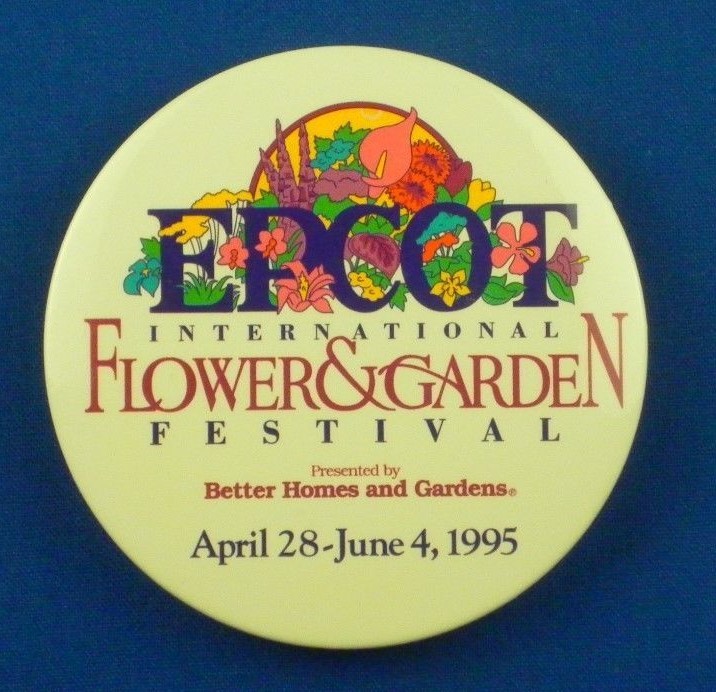 EPCOT
INTERNATIONAL
FLOWER & GARDEN
FESTIVAL
Presented by
Better Homes and Gardens®
April 28-June 4, 1995